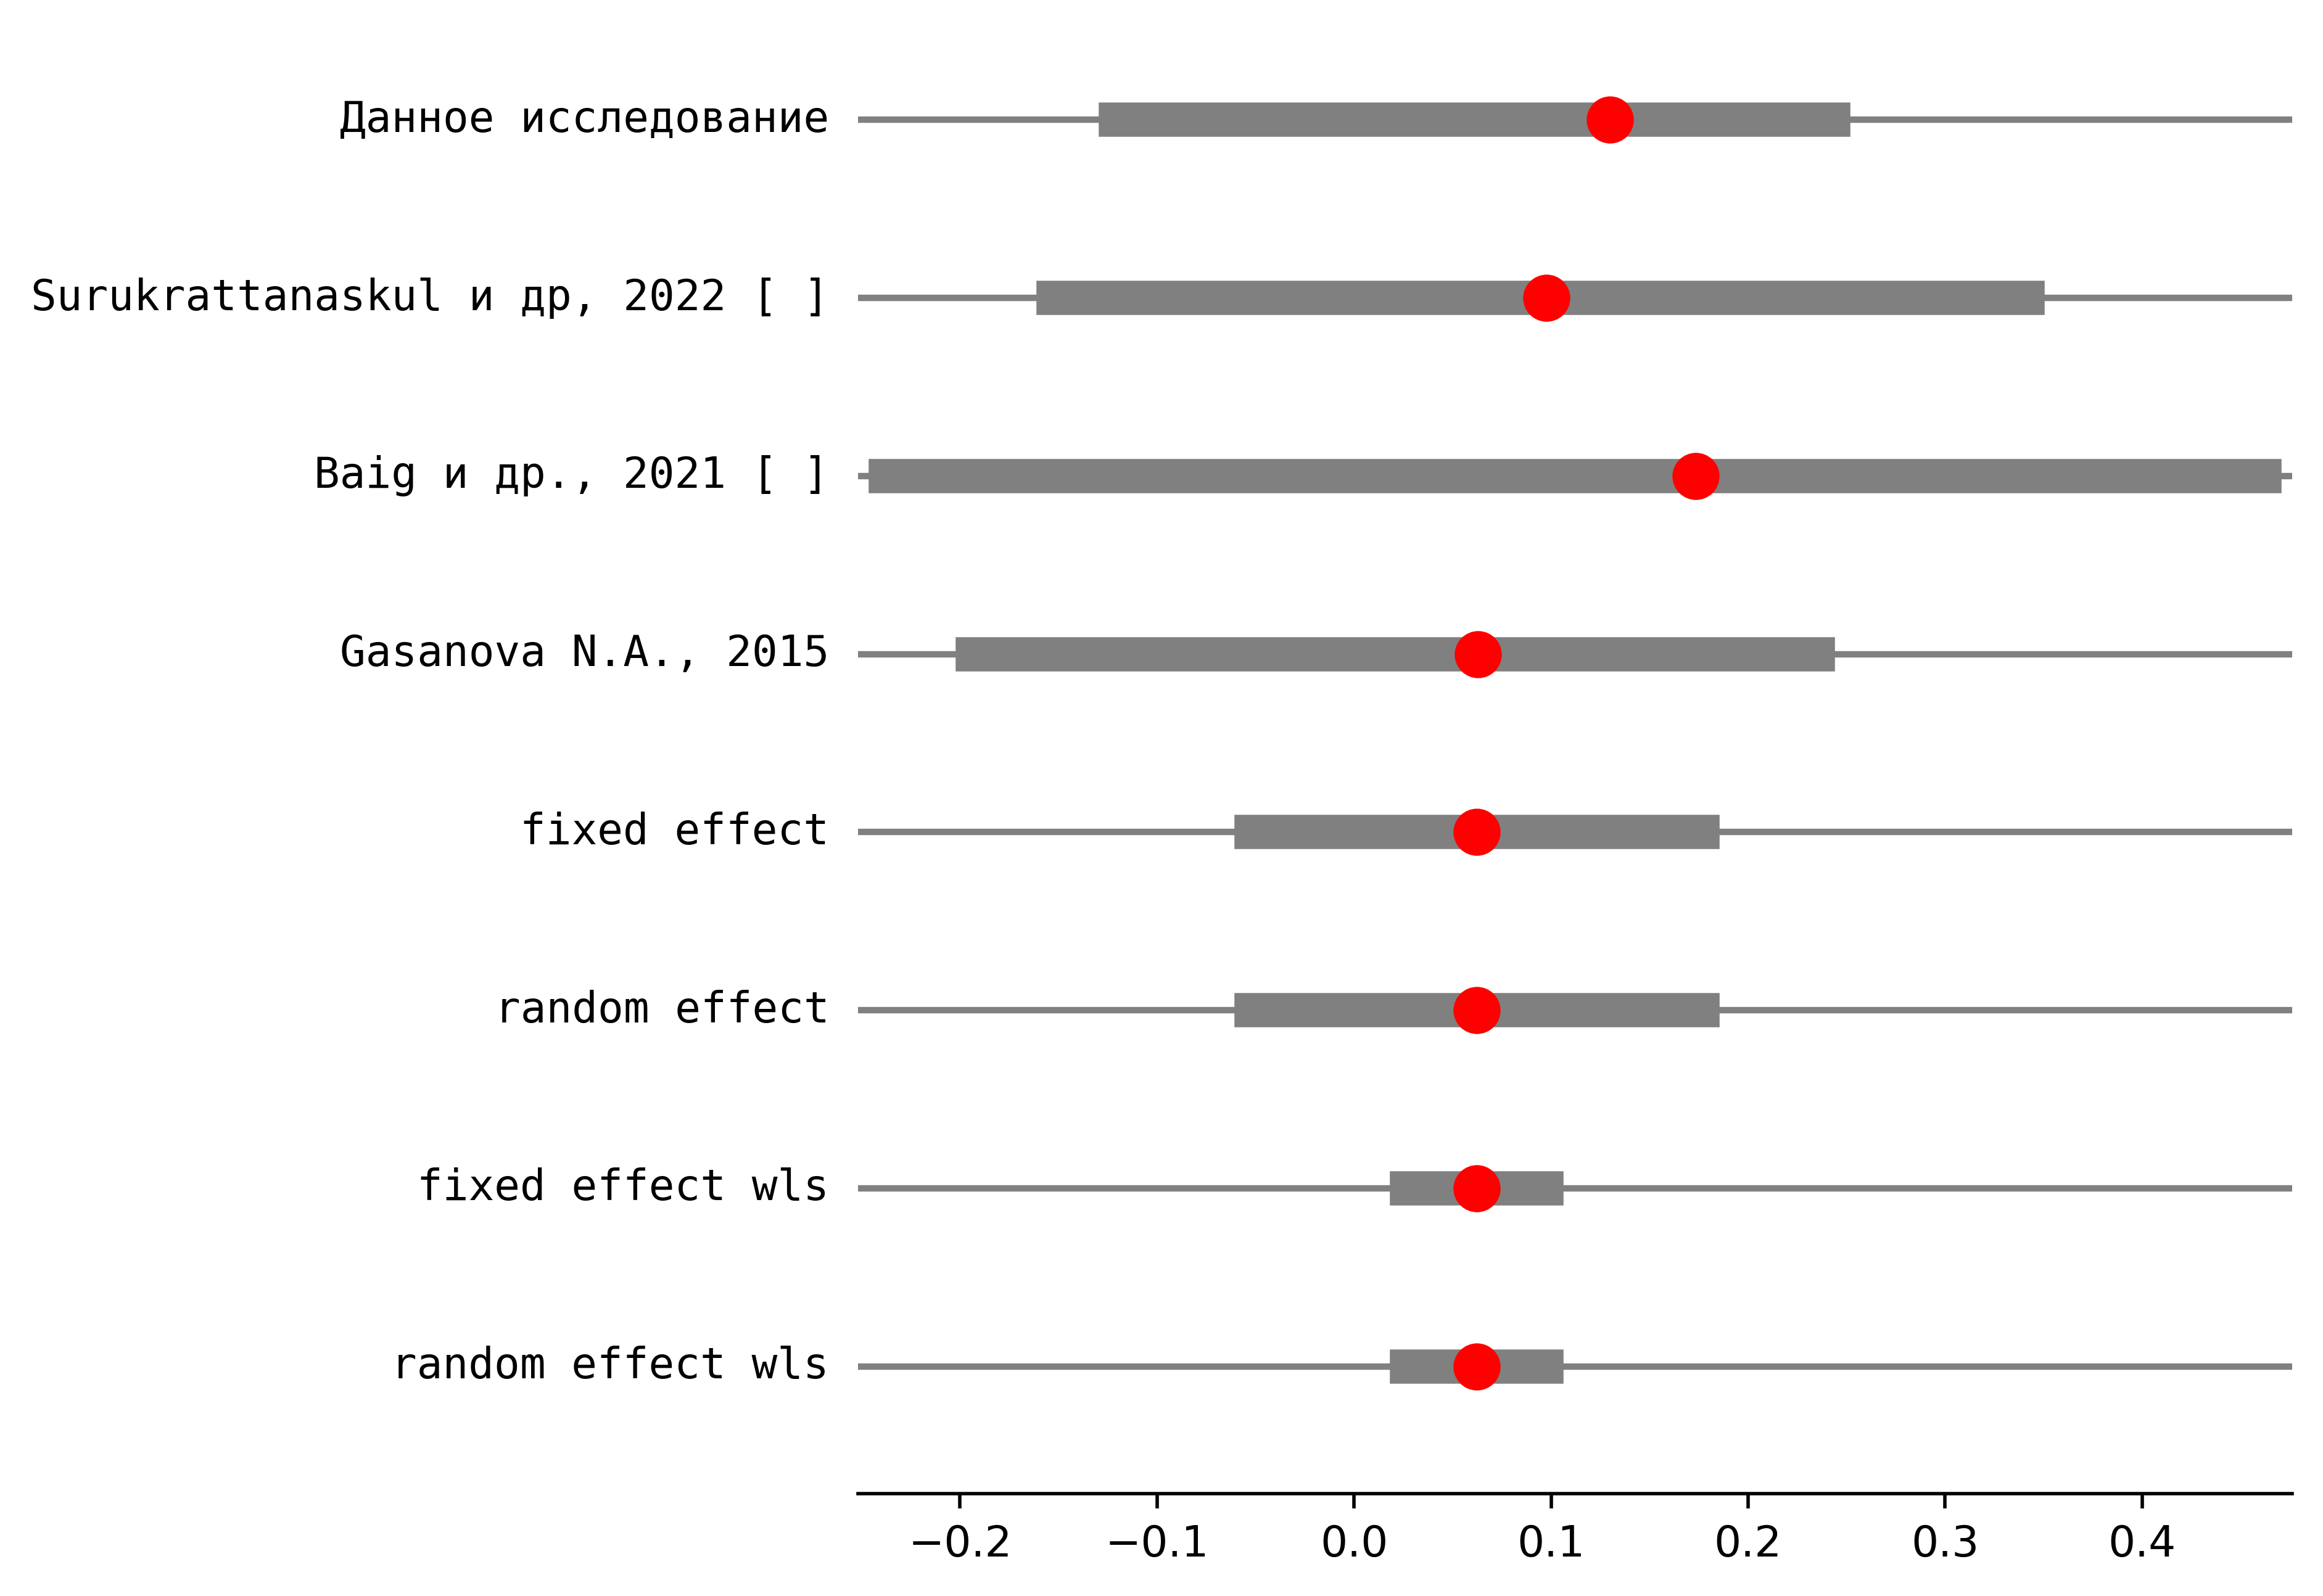 Данное исследование
Surukrattanaskul и др, 2022 [ ]
Baig и др., 2021 [ ]
Gasanova N.A., 2015
fixed effect
random effect
fixed effect wls
random effect wls
−0.2 −0.1 0.0 0.1 0.2 0.3 0.4